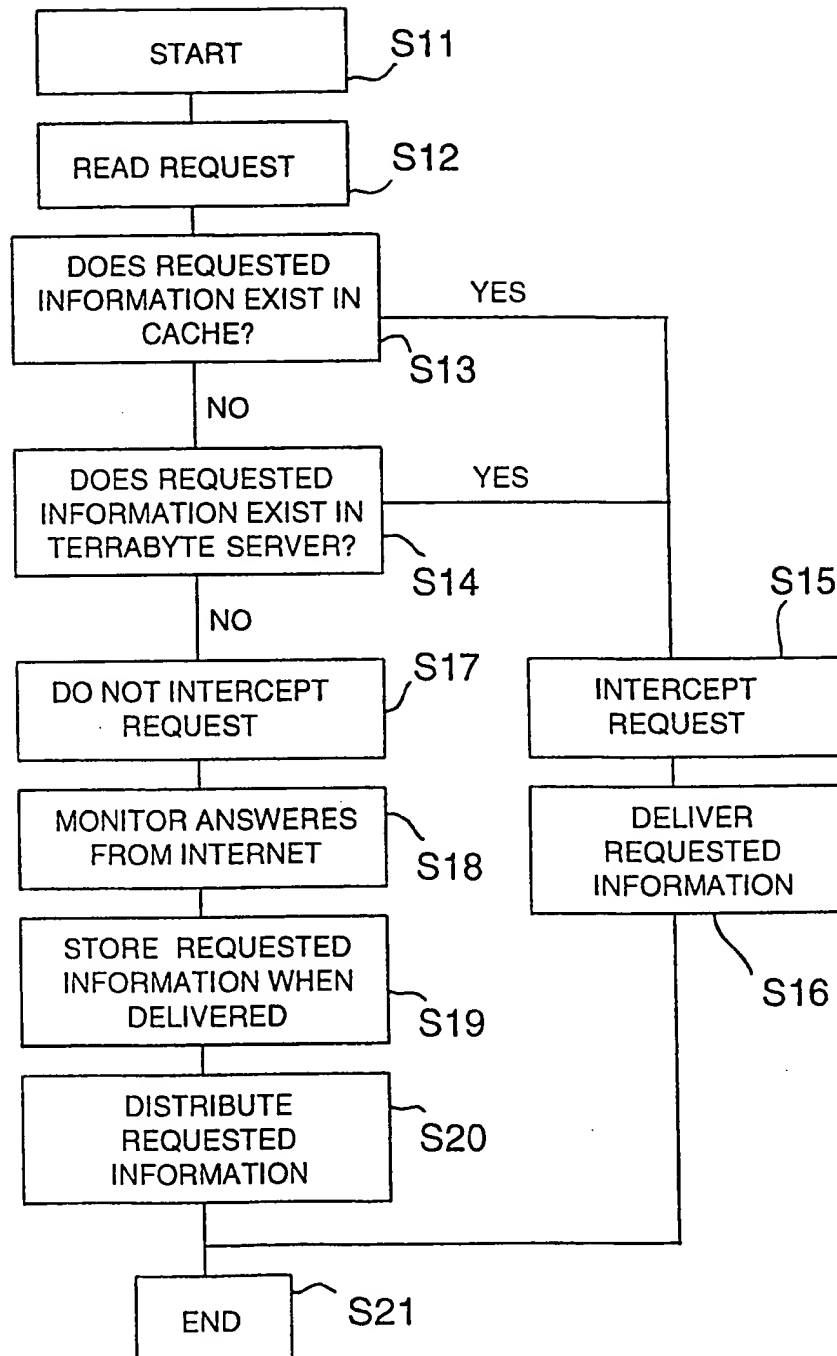 START
S11
READ REQUEST
S12
DOES REQUESTED
INFORMATION EXIST IN
CACHE?
YES
S13
NO
DOES REQUESTED
INFORMATION EXIST IN
TERRABYTE SERVER?
YES
S14
NO
S15
DO NOT INTERCEPT
REQUEST
S17
INTERCEPT
REQUEST
MONITOR ANSWERES
FROM INTERNET
S18
DELIVER
REQUESTED
INFORMATION
S16
STORE REQUESTED
INFORMATION WHEN
DELIVERED
S19
DISTRIBUTE
REQUESTED
INFORMATION
S20
END
S21